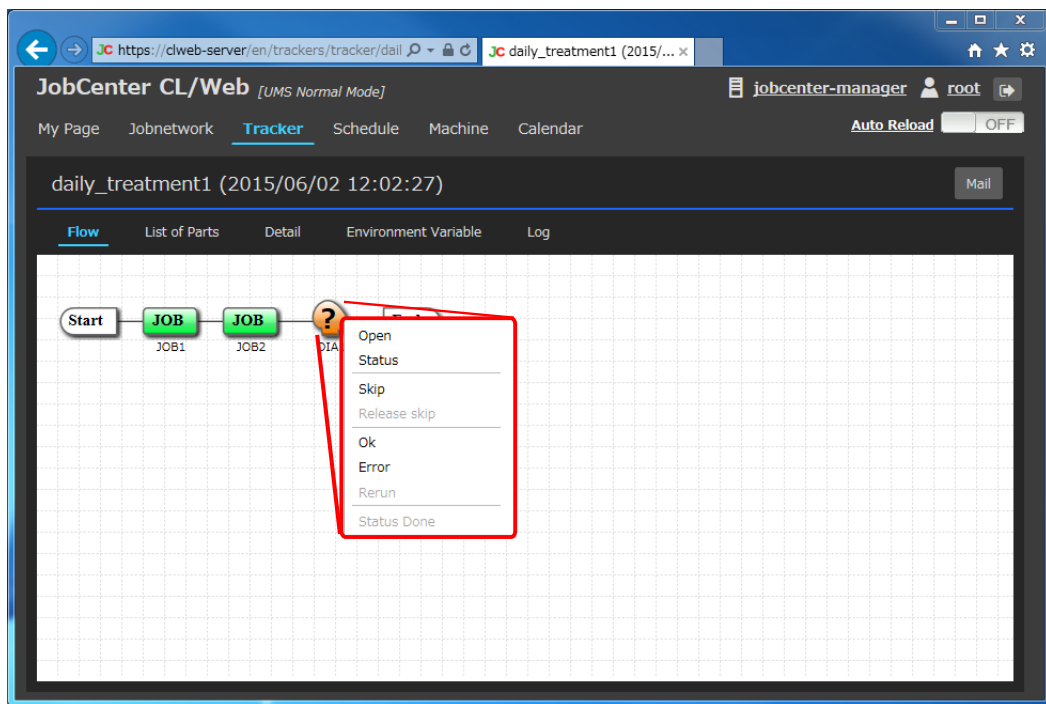 JC https://clweb-server/en/trackers/tracker/dail
JC daily_treatment1 (2015/... ×
JobCenter CL/Web [UMS Normal Mode]
jobcenter-manager root
My Page Jobnetwork Tracker Schedule Machine Calendar
Auto Reload OFF
daily_treatment1 (2015/06/02 12:02:27)
Mail
Flow List of Parts Detail Environment Variable Log
Start JOB JOB ?
JOB1 JOB2 DIA
Open
Status
Skip
Release skip
Ok
Error
Rerun
Status Done